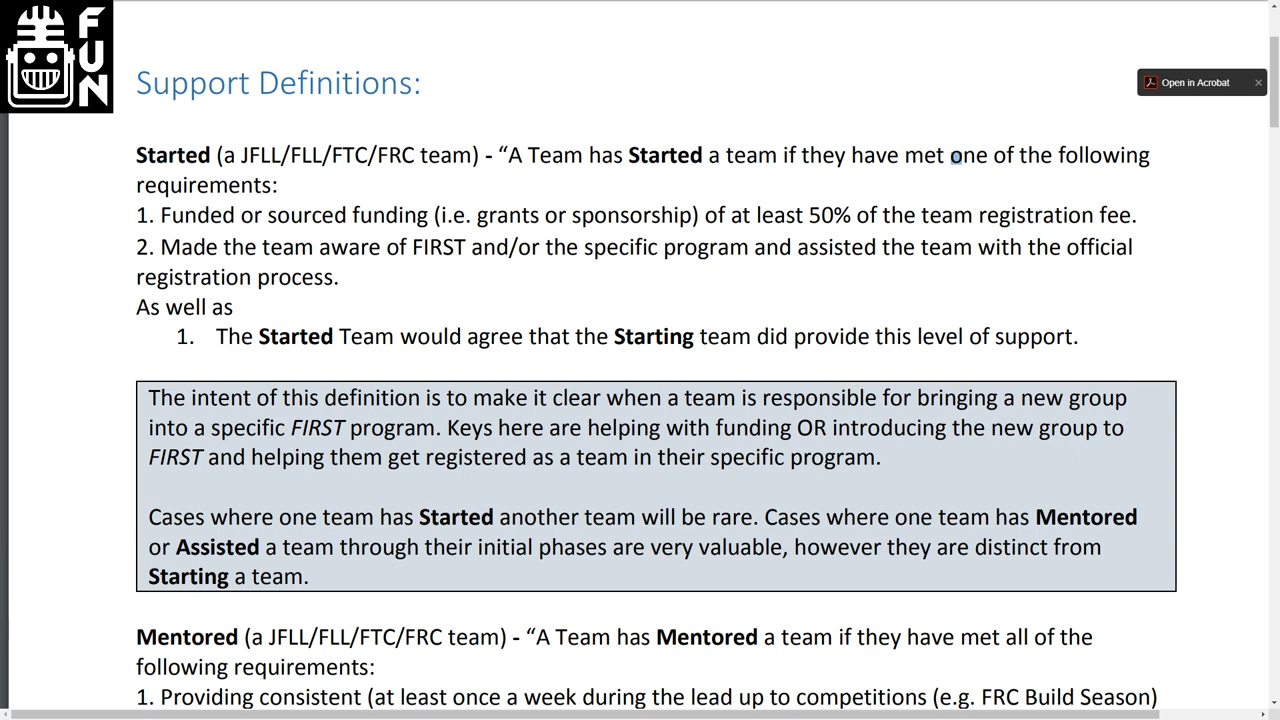 FUN
Support Definitions:
Open in Acrobat
Started (a JFLL/FLL/FTC/FRC team) - “A Team has Started a team if they have met one of the following
requirements:
1. Funded or sourced funding (i.e. grants or sponsorship) of at least 50% of the team registration fee.
2. Made the team aware of FIRST and/or the specific program and assisted the team with the official
registration process.
As well as
1. The Started Team would agree that the Starting team did provide this level of support.
The intent of this definition is to make it clear when a team is responsible for bringing a new group
into a specific FIRST program. Keys here are helping with funding OR introducing the new group to
FIRST and helping them get registered as a team in their specific program.
Cases where one team has Started another team will be rare. Cases where one team has Mentored
or Assisted a team through their initial phases are very valuable, however they are distinct from
Starting a team.
Mentored (a JFLL/FLL/FTC/FRC team) - “A Team has Mentored a team if they have met all of the
following requirements:
1. Providing consistent (at least once a week during the lead up to competitions (e.g. FRC Build Season)